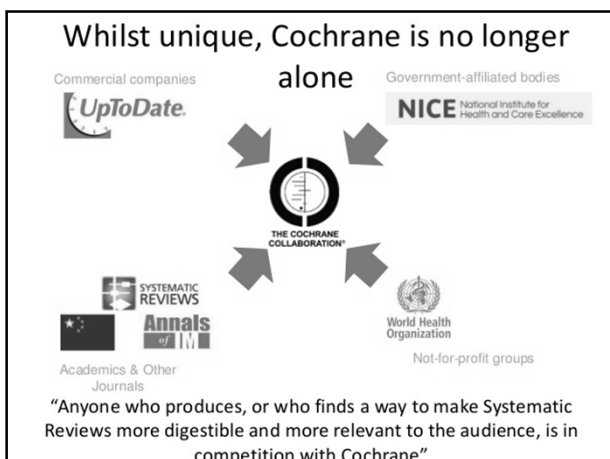 Whilst unique, Cochrane is no longer
alone
Commercial companies
UpToDate®
Government-affiliated bodies
NICE National Institute for
Health and Care Excellence
THE COCHRANE
COLLABORATION®
SYSTEMATIC
REVIEWS
Annals
of IM
World Health
Organization
Academics & Other
Journals
Not-for-profit groups
“Anyone who produces, or who finds a way to make Systematic
Reviews more digestible and more relevant to the audience, is in
competition with Cochrane”